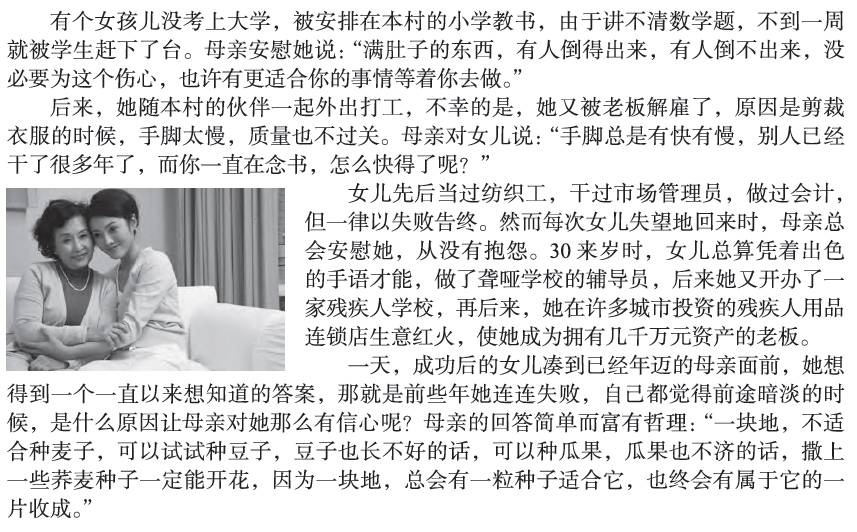 有个女孩儿没考上大学，被安排在本村的小学教书，由于讲不清数学题，不到一周
就被学生赶下了台。母亲安慰她说：“满肚子的东西，有人倒得出来，有人倒不出来，没
必要为这个伤心，也许有更适合你的事情等着你去做。”
后来，她随本村的伙伴一起外出打工，不幸的是，她又被老板解雇了，原因是剪裁
衣服的时候，手脚太慢，质量也不过关。母亲对女儿说：“手脚总是有快有慢，别人已经
干了很多年了，而你一直在念书，怎么快得了呢？”
女儿先后当过纺织工，干过市场管理员，做过会计，
但一律以失败告终。然而每次女儿失望地回来时，母亲总
会安慰她，从没有抱怨。30 来岁时，女儿总算凭着出色
的手语才能，做了聋哑学校的辅导员，后来她又开办了一
家残疾人学校，再后来，她在许多城市投资的残疾人用品
连锁店生意红火，使她成为拥有几千万元资产的老板。
一天，成功后的女儿凑到已经年迈的母亲面前，她想
得到一个一直以来想知道的答案，那就是前些年她连连失败，自己都觉得前途暗淡的时
候，是什么原因让母亲对她那么有信心呢？母亲的回答简单而富有哲理：“一块地，不适
合种麦子，可以试试种豆子，豆子也长不好的话，可以种瓜果，瓜果也不济的话，撒上
一些荞麦种子一定能开花，因为一块地，总会有一粒种子适合它，也终会有属于它的一
片收成。”